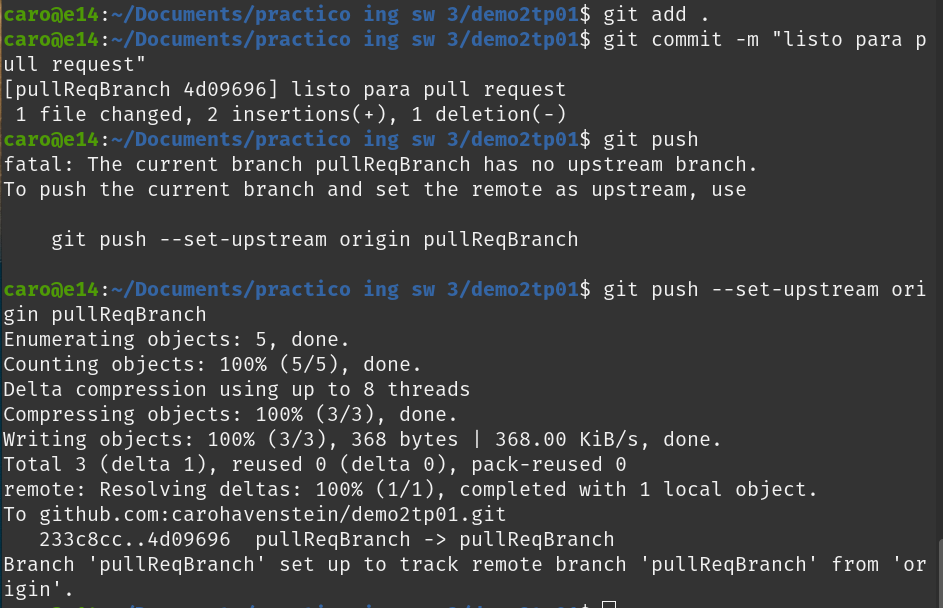 caro@e14:~/Documents/practico ing sw 3/demo2tp01$ git add .
caro@e14:~/Documents/practico ing sw 3/demo2tp01$ git commit -m "listo para p
ull request"
[pullReqBranch 4d09696] listo para pull request
 1 file changed, 2 insertions(+), 1 deletion(-)
caro@e14:~/Documents/practico ing sw 3/demo2tp01$ git push
fatal: The current branch pullReqBranch has no upstream branch.
To push the current branch and set the remote as upstream, use

    git push --set-upstream origin pullReqBranch

caro@e14:~/Documents/practico ing sw 3/demo2tp01$ git push --set-upstream ori
gin pullReqBranch
Enumerating objects: 5, done.
Counting objects: 100% (5/5), done.
Delta compression using up to 8 threads
Compressing objects: 100% (3/3), done.
Writing objects: 100% (3/3), 368 bytes | 368.00 KiB/s, done.
Total 3 (delta 1), reused 0 (delta 0), pack-reused 0
remote: Resolving deltas: 100% (1/1), completed with 1 local object.
To github.com:carohavenstein/demo2tp01.git
   233c8cc..4d09696  pullReqBranch -> pullReqBranch
Branch 'pullReqBranch' set up to track remote branch 'pullReqBranch' from 'or
igin'.